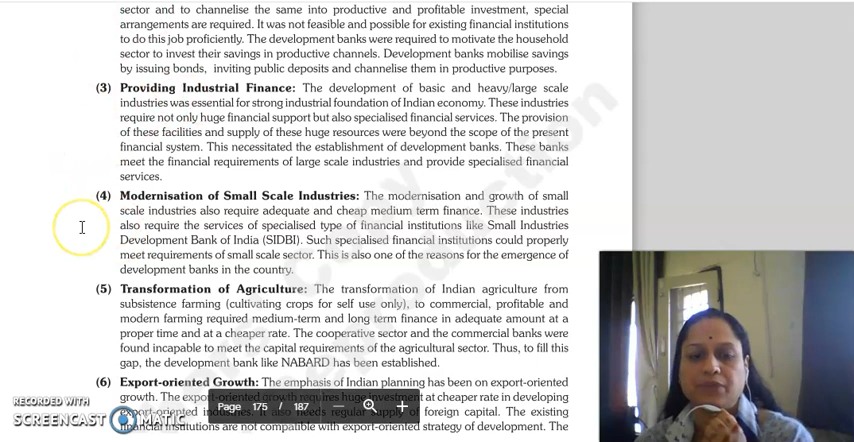 sector and to channelise the same into productive and profitable investment, special
arrangements are required. It was not feasible and possible for existing financial institutions
to do this job proficiently. The development banks were required to motivate the household
sector to invest their savings in productive channels. Development banks mobilise savings
by issuing bonds, inviting public deposits and channelise them in productive purposes.
(3) Providing Industrial Finance: The development of basic and heavy/large scale
industries was essential for strong industrial foundation of Indian economy. These industries
require not only huge financial support but also specialised financial services. The provision
of these facilities and supply of these huge resources were beyond the scope of the present
financial system. This necessitated the establishment of development banks. These banks
meet the financial requirements of large scale industries and provide specialised financial
services.
(4) Modernisation of Small Scale Industries: The modernisation and growth of small
scale industries also require adequate and cheap medium term finance. These industries
also require the services of specialised type of financial institutions like Small Industries
Development Bank of India (SIDBI). Such specialised financial institutions could properly
meet requirements of small scale sector. This is also one of the reasons for the emergence of
development banks in the country.
(5) Transformation of Agriculture: The transformation of Indian agriculture from
subsistence farming (cultivating crops for self use only), to commercial, profitable and
modern farming required medium-term and long term finance in adequate amount at a
proper time and at a cheaper rate. The cooperative sector and the commercial banks were
found incapable to meet the capital requirements of the agricultural sector. Thus, to fill this
gap, the development bank like NABARD has been established.
(6) Export-oriented Growth: The emphasis of Indian planning has been on export-oriented
growth. The export-oriented growth requires huge investment at cheaper rate in developing
export-oriented industries. It also needs regular supply of foreign capital. The existing
financial institutions are not compatible with export-oriented strategy of development. The
Page 175 / 187
RECORDED WITH
SCREENCAST MATIC